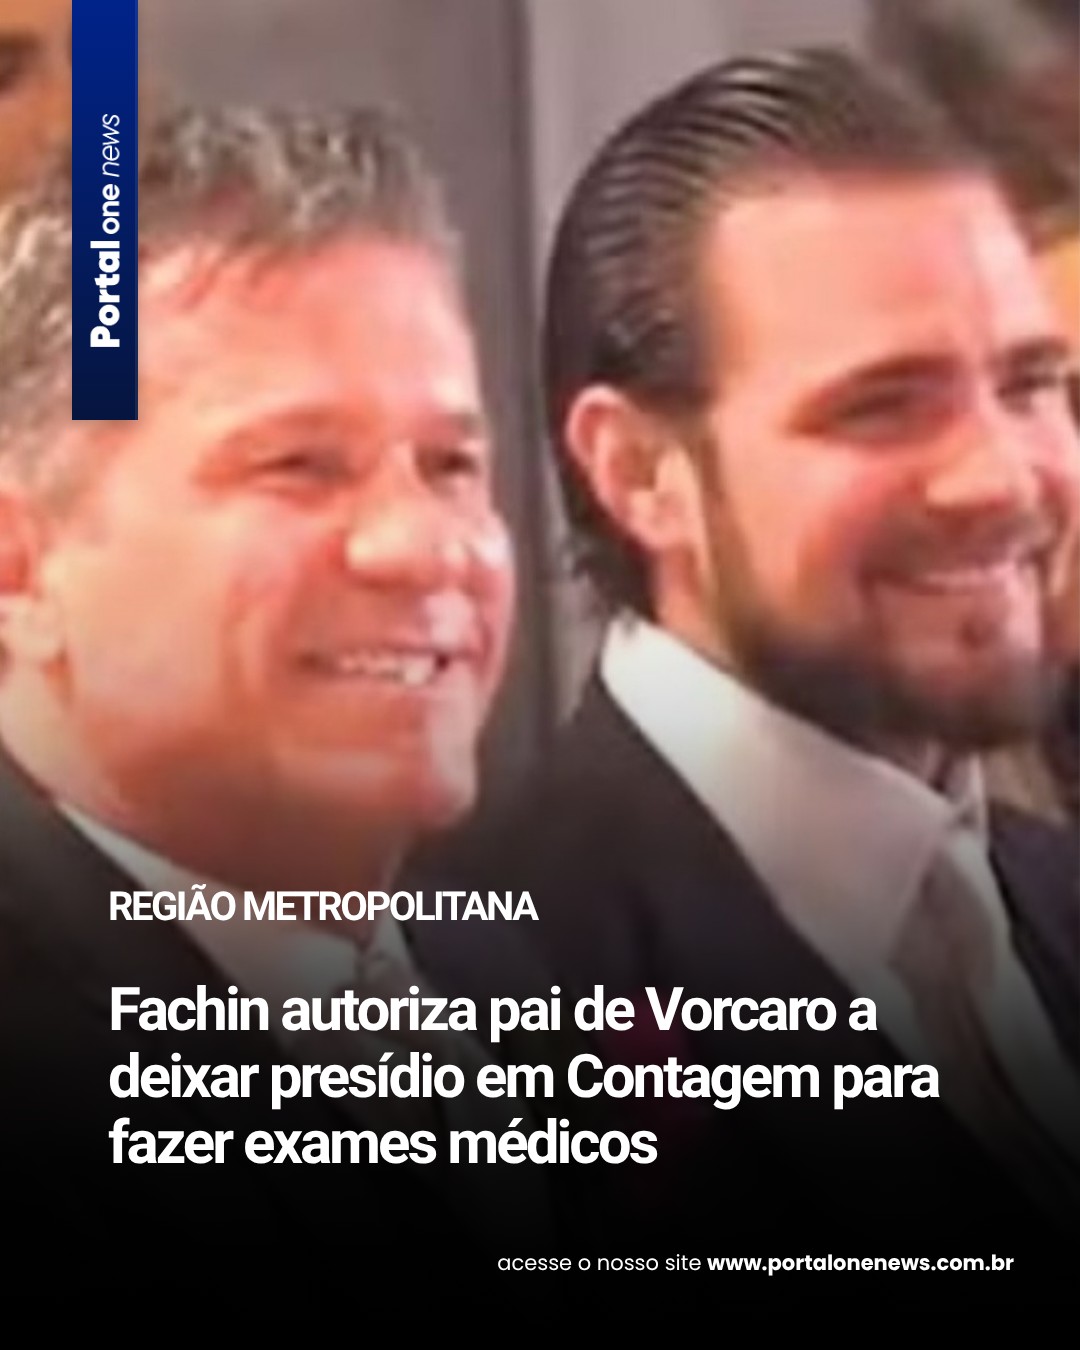 Portal one news
REGIÃO METROPOLITANA
Fachin autoriza pai de Vorcaro a
deixar presídio em Contagem para
fazer exames médicos
acesse o nosso site www.portalonenews.com.br